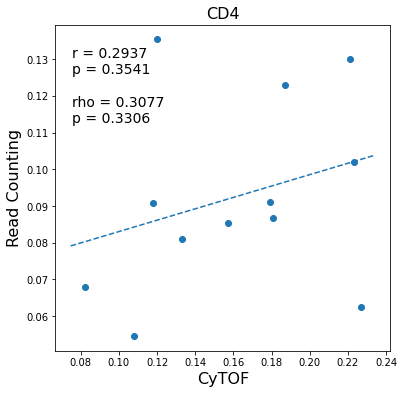 CD4
r = 0.2937
p = 0.3541
rho = 0.3077
p = 0.3306
Read Counting
0.13
0.12
0.11
0.10
0.09
0.08
0.07
0.06
0.08 0.10 0.12 0.14 0.16 0.18 0.20 0.22 0.24
CyTOF